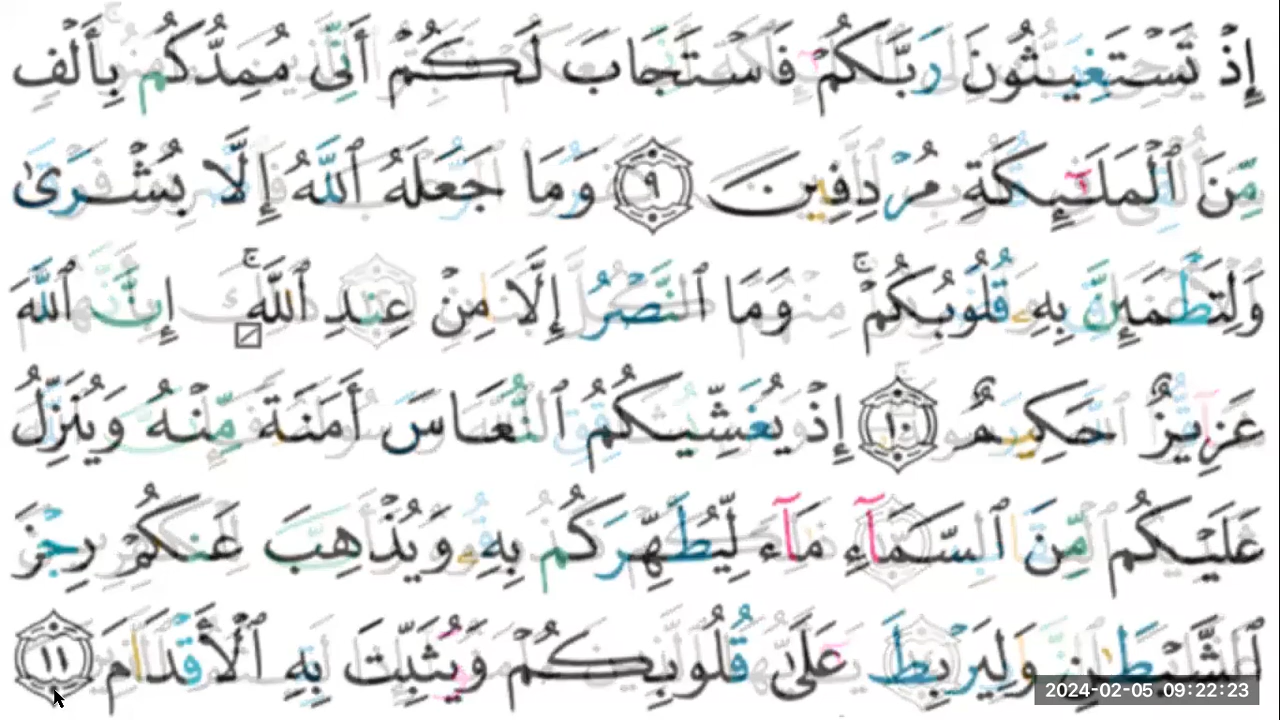 إِذْ تَسْتَغِيثُونَ رَبَّكُمْ فَاسْتَجَابَ لَكُمْ أَنِّي مُمِدُّكُم بِأَلْفٍ
مِّنَ ٱلْمَلَٰٓئِكَةِ مُرْدِفِينَ ٩ وَمَا جَعَلَهُ ٱللَّهُ إِلَّا بُشْرَىٰ
وَلِتَطْمَئِنَّ بِهِۦ قُلُوبُكُمْ ۚ وَمَا ٱلنَّصْرُ إِلَّا مِنْ عِندِ ٱللَّهِ ۚ إِنَّ ٱللَّهَ
عَزِيزٌ حَكِيمٌ ١٠ إِذْ يُغَشِّيكُمُ ٱلنُّعَاسَ أَمَنَةً مِّنْهُ وَيُنَزِّلُ
عَلَيْكُم مِّنَ ٱلسَّمَآءِ مَآءً لِّيُطَهِّرَكُم بِهِۦ وَيُذْهِبَ عَنكُمْ رِجْزَ
ٱلشَّيْطَٰنِ وَلِيَرْبِطَ عَلَىٰ قُلُوبِكُمْ وَيُثَبِّتَ بِهِ ٱلْأَقْدَامَ ١١
2024-02-05 09:22:23